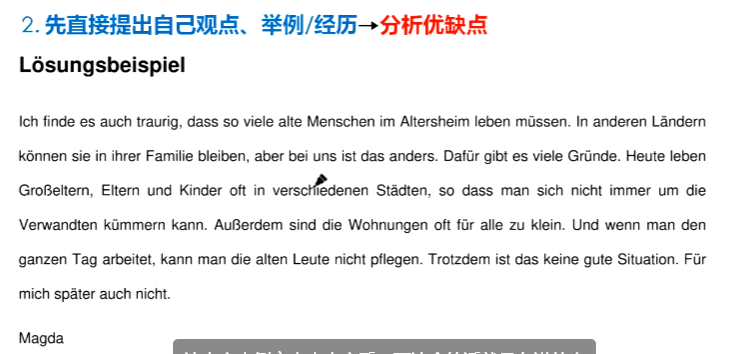 2. 先直接提出自己观点、举例/经历→分析优缺点
Lösungsbeispiel
Ich finde es auch traurig, dass so viele alte Menschen im Altersheim leben müssen. In anderen Ländern
können sie in ihrer Familie bleiben, aber bei uns ist das anders. Dafür gibt es viele Gründe. Heute leben
Großeltern, Eltern und Kinder oft in verschiedenen Städten, so dass man sich nicht immer um die
Verwandten kümmern kann. Außerdem sind die Wohnungen oft für alle zu klein. Und wenn man den
ganzen Tag arbeitet, kann man die alten Leute nicht pflegen. Trotzdem ist das keine gute Situation. Für
mich später auch nicht.
Magda